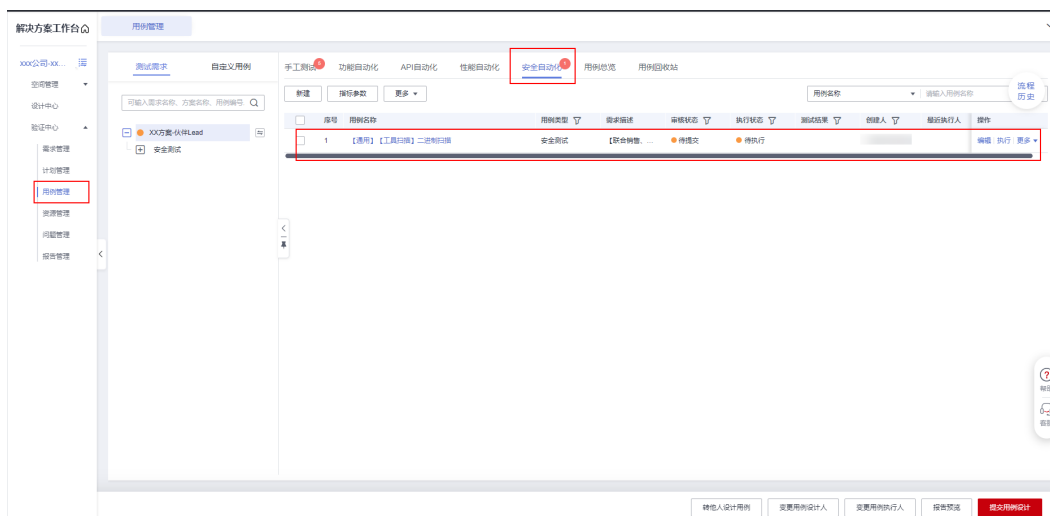 解决方案工作台
用例管理
xxx公司-xx...
空间管理
设计中心
验证中心
需求管理
计划管理
用例管理
资源管理
问题管理
报告管理
测试需求 自定义用例
可输入需求名称、方案名称、用例编号
XX方案-伙伴Lead
安全测试
手工测试 6 功能自动化 API自动化 性能自动化 安全自动化 1 用例总览 用例回收站
新建 指标参数 更多 用例名称 请输入用例名称
流程
历史
序号 用例名称 用例类型 需求描述 审核状态 执行状态 测试结果 创建人 最近执行人 操作
1 【通用】【工具扫描】二进制扫描 安全测试 【联合销售、... 待提交 待执行 编辑 执行 更多
转他人设计用例 变更用例设计人 变更用例执行人 报告预览 提交用例设计